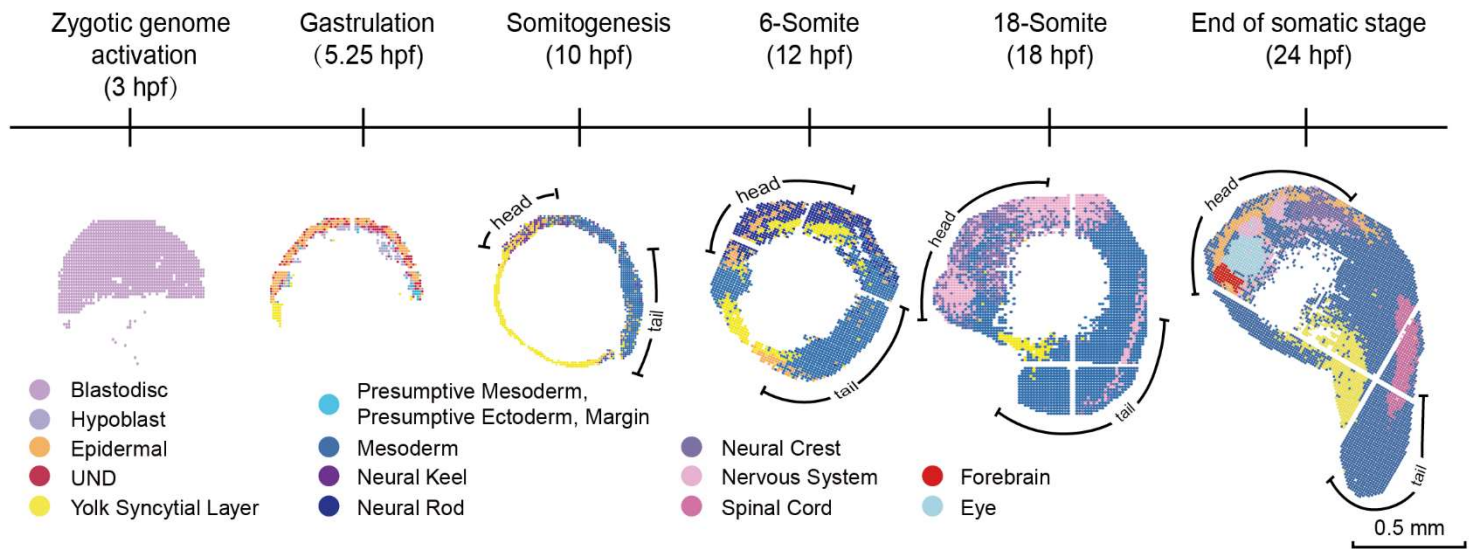 Zygotic genome
activation
(3 hpf)
Gastrulation
(5.25 hpf)
Somitogenesis
(10 hpf)
6-Somite
(12 hpf)
18-Somite
(18 hpf)
End of somatic stage
(24 hpf)
head
tail
head
tail
head
tail
head
tail
Blastodisc
Hypoblast
Epidermal
UND
Yolk Syncytial Layer
Presumptive Mesoderm,
Presumptive Ectoderm, Margin
Mesoderm
Neural Keel
Neural Rod
Neural Crest
Nervous System
Spinal Cord
Forebrain
Eye
0.5 mm